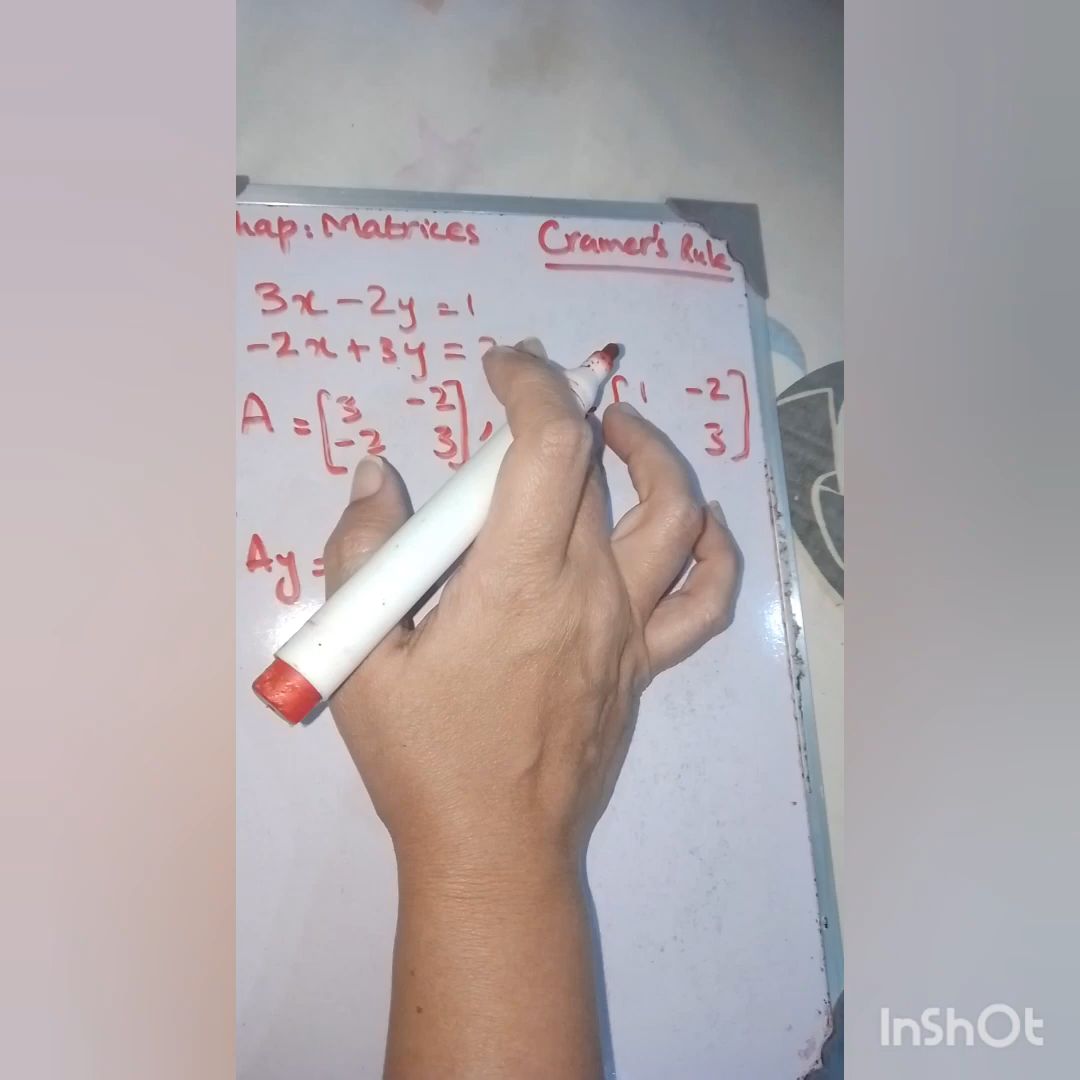 hap: Matrices Cramer's Rule
3x - 2y = 1
-2x + 3y =
A = [3 -2
-2 3], [1 -2
3]
Ay =
InShOt